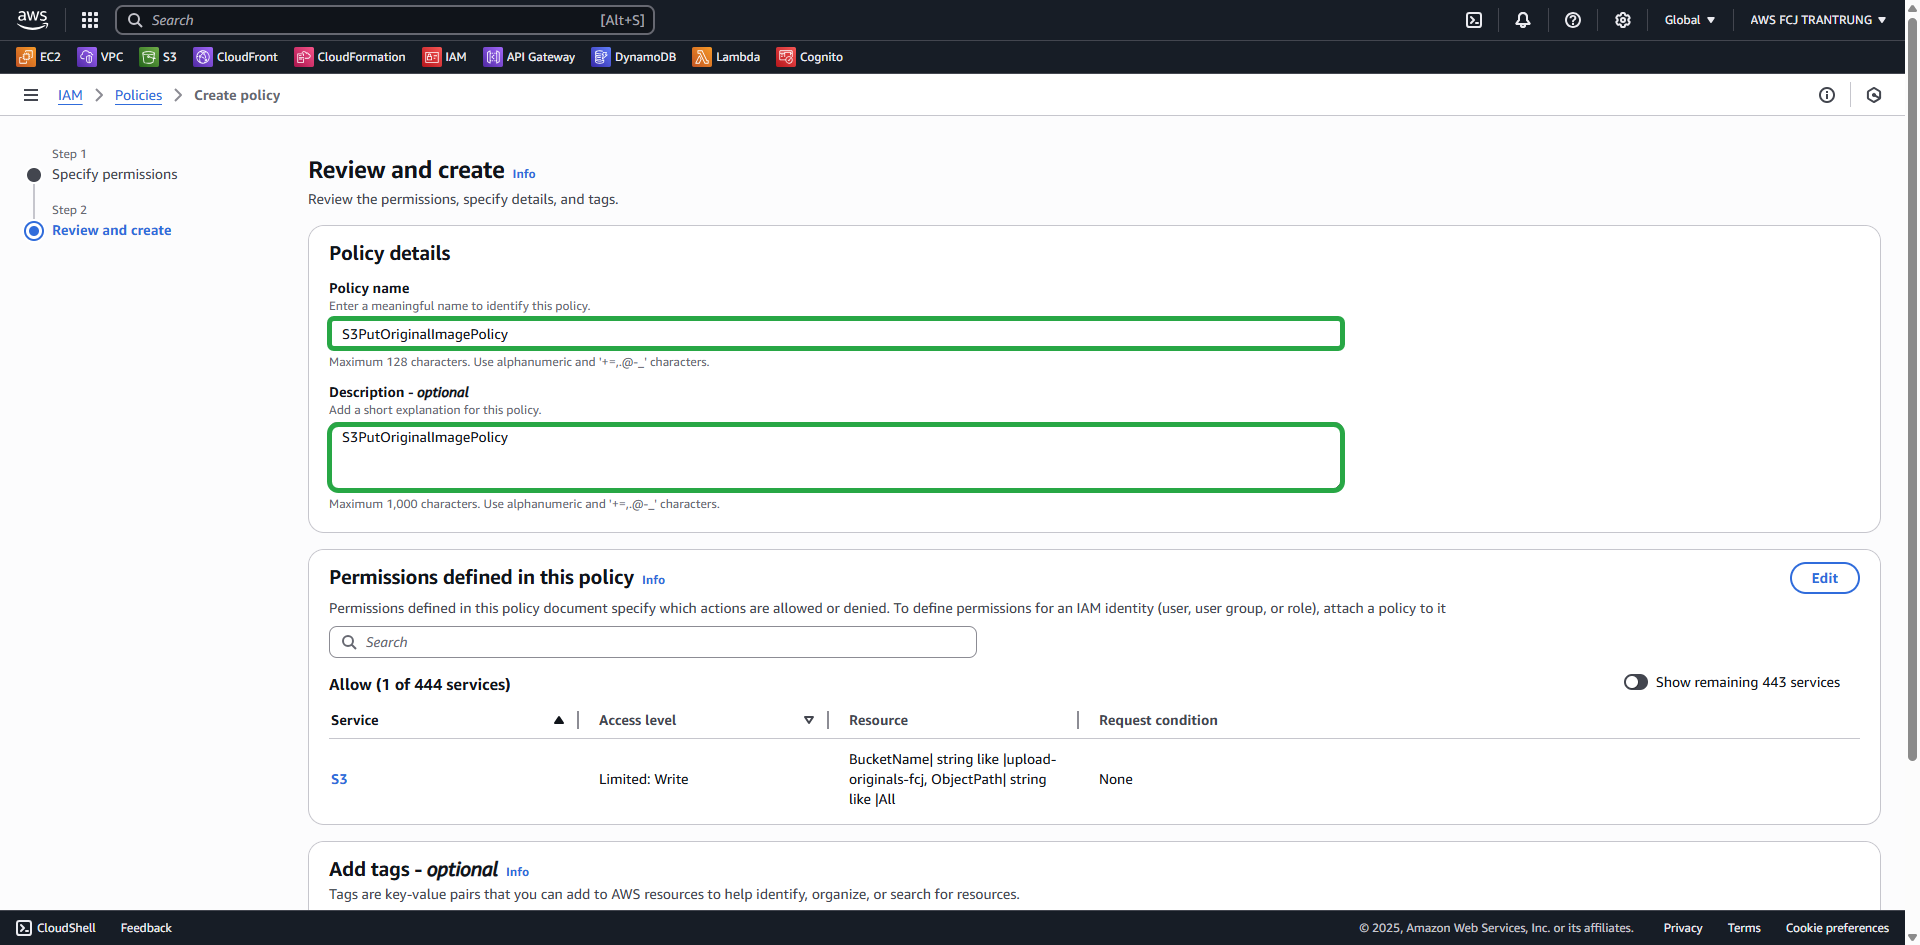 aws
Search [Alt+S]
Global
AWS FCJ TRANTRUNG
EC2 VPC S3 CloudFront CloudFormation IAM API Gateway DynamoDB Lambda Cognito
IAM Policies Create policy
Step 1
Specify permissions
Step 2
Review and create
Review and create Info
Review the permissions, specify details, and tags.
Policy details
Policy name
Enter a meaningful name to identify this policy.
S3PutOriginalImagePolicy
Maximum 128 characters. Use alphanumeric and '+=,.@-_' characters.
Description - optional
Add a short explanation for this policy.
S3PutOriginalImagePolicy
Maximum 1,000 characters. Use alphanumeric and '+=,.@-_' characters.
Permissions defined in this policy Info
Edit
Permissions defined in this policy document specify which actions are allowed or denied. To define permissions for an IAM identity (user, user group, or role), attach a policy to it
Search
Allow (1 of 444 services)
Show remaining 443 services
Service Access level Resource Request condition
S3 Limited: Write
BucketName| string like |upload-
originals-fcj, ObjectPath| string
like |All
None
Add tags - optional Info
Tags are key-value pairs that you can add to AWS resources to help identify, organize, or search for resources.
CloudShell Feedback
© 2025, Amazon Web Services, Inc. or its affiliates. Privacy Terms Cookie preferences